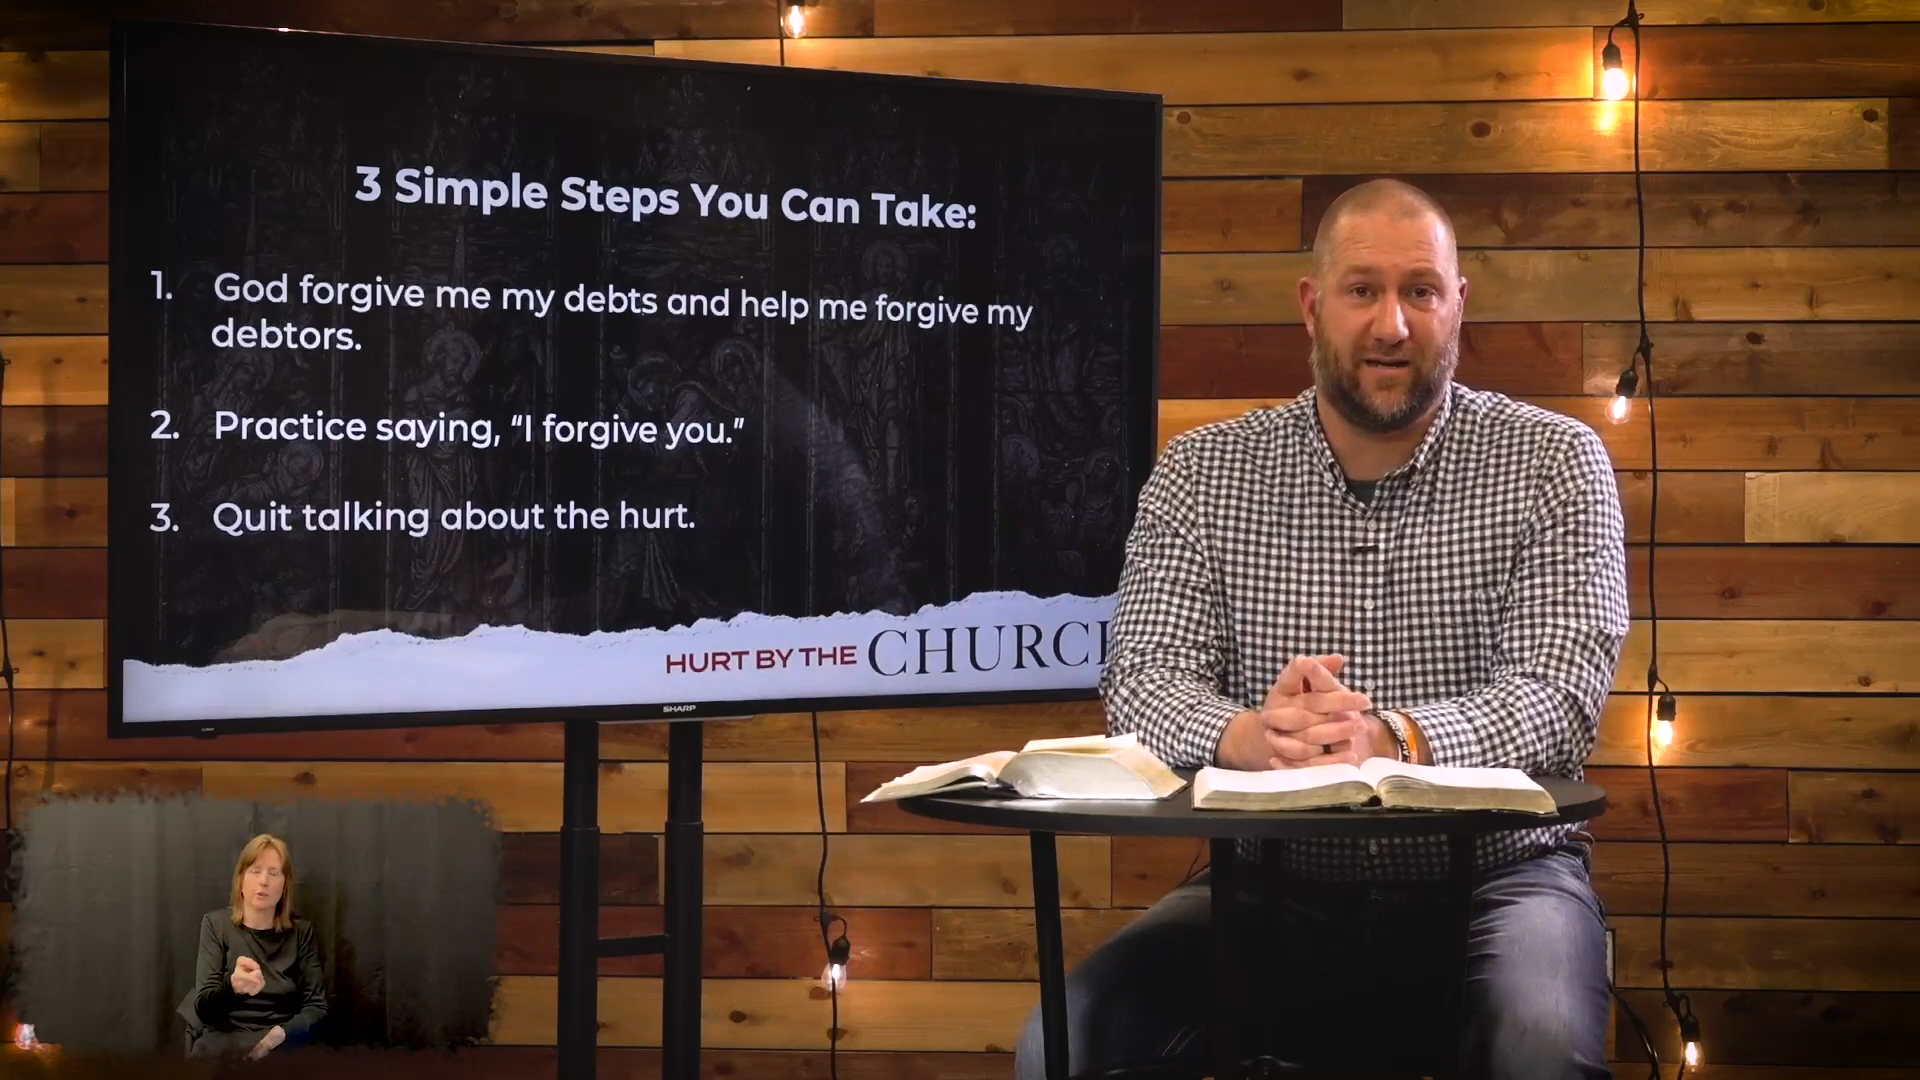 3 Simple Steps You Can Take:
1. God forgive me my debts and help me forgive my
debtors.
2. Practice saying, “I forgive you.”
3. Quit talking about the hurt.
HURT BY THE CHURC
SHARP